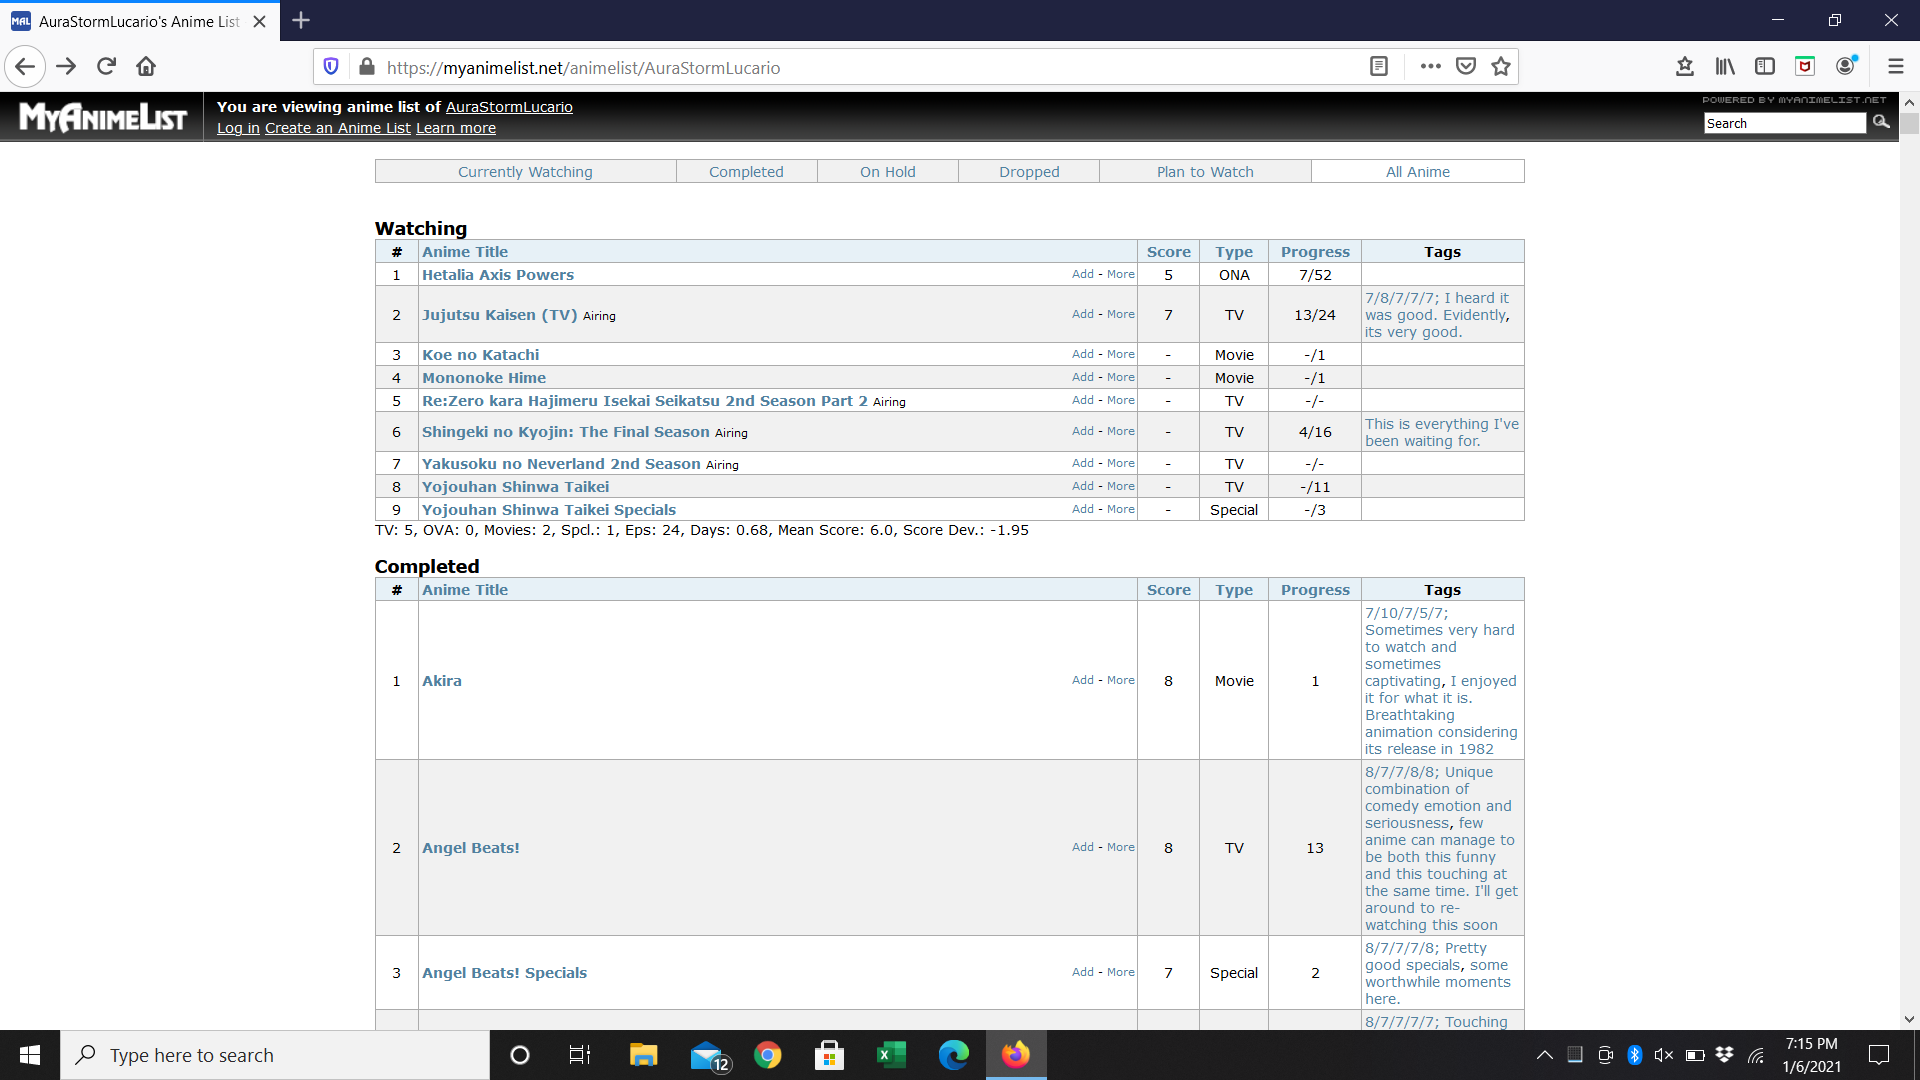 MAL AuraStormLucario's Anime List
https://myanimelist.net/animelist/AuraStormLucario
MyAnimeList
You are viewing anime list of AuraStormLucario
Log in Create an Anime List Learn more
POWERED BY MYANIMELIST.NET
Search
Currently Watching Completed On Hold Dropped Plan to Watch All Anime
Watching
# Anime Title Score Type Progress Tags
1 Hetalia Axis Powers Add - More 5 ONA 7/52
2 Jujutsu Kaisen (TV) Airing Add - More 7 TV 13/24 7/8/7/7/7; I heard it
was good. Evidently,
its very good.
3 Koe no Katachi Add - More - Movie -/1
4 Mononoke Hime Add - More - Movie -/1
5 Re:Zero kara Hajimeru Isekai Seikatsu 2nd Season Part 2 Airing Add - More - TV -/-
6 Shingeki no Kyojin: The Final Season Airing Add - More - TV 4/16 This is everything I've
been waiting for.
7 Yakusoku no Neverland 2nd Season Airing Add - More - TV -/-
8 Yojouhan Shinwa Taikei Add - More - TV -/11
9 Yojouhan Shinwa Taikei Specials Add - More - Special -/3
TV: 5, OVA: 0, Movies: 2, Spcl.: 1, Eps: 24, Days: 0.68, Mean Score: 6.0, Score Dev.: -1.95
Completed
# Anime Title Score Type Progress Tags
1 Akira Add - More 8 Movie 1 7/10/7/5/7;
Sometimes very hard
to watch and
sometimes
captivating, I enjoyed
it for what it is.
Breathtaking
animation considering
its release in 1982
2 Angel Beats! Add - More 8 TV 13 8/7/7/8/8; Unique
combination of
comedy emotion and
seriousness, few
anime can manage to
be both this funny
and this touching at
the same time. I'll get
around to re-
watching this soon
3 Angel Beats! Specials Add - More 7 Special 2 8/7/7/7/8; Pretty
good specials, some
worthwhile moments
here.
8/7/7/7/7; Touching
Type here to search
12
7:15 PM
1/6/2021